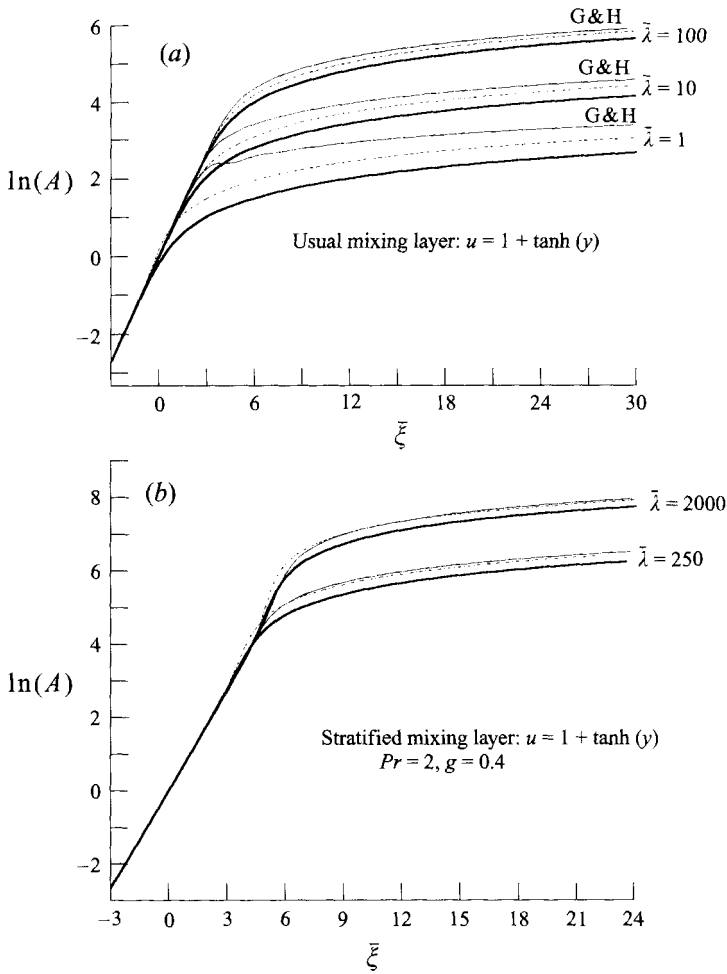 6
(a)
G&H
λ̄ = 100
G&H
λ̄ = 10
4
G&H
λ̄ = 1
ln(A)
2
Usual mixing layer: u = 1 + tanh (y)
0
−2
0 6 12 18 24 30
ξ̄
8
(b)
λ̄ = 2000
6
λ̄ = 250
4
ln(A)
2
Stratified mixing layer: u = 1 + tanh (y)
Pr = 2, g = 0.4
0
−2
−3 0 3 6 9 12 15 18 21 24
ξ̄